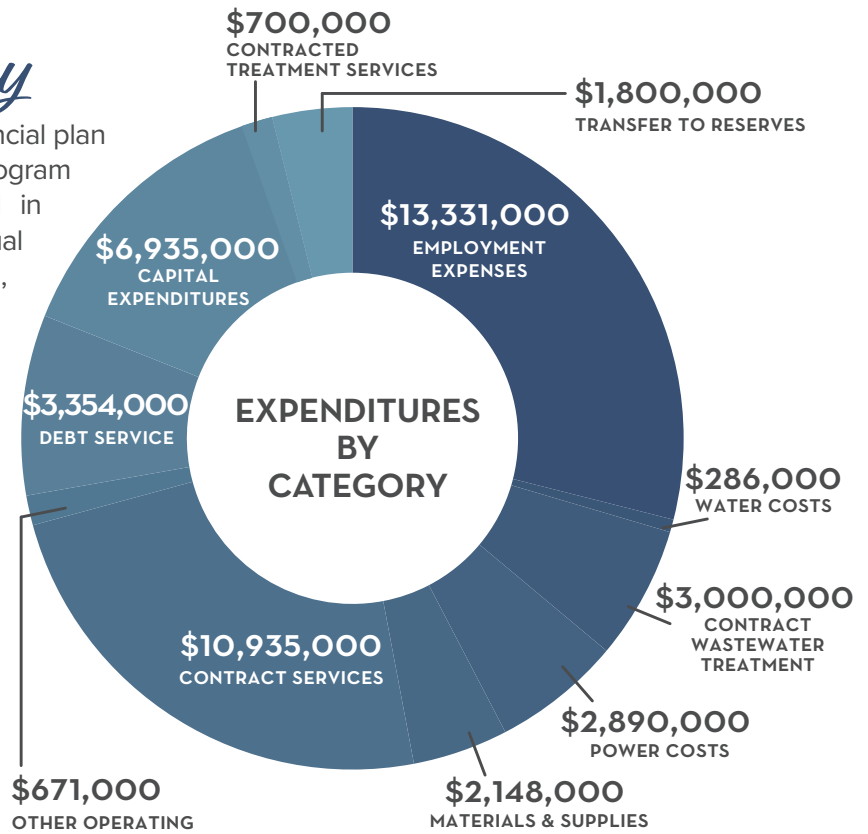 $700,000
CONTRACTED
TREATMENT SERVICES
$1,800,000
TRANSFER TO RESERVES
in
$13,331,000
EMPLOYMENT
EXPENSES
$6,935,000
CAPITAL
EXPENDITURES
$3,354,000
DEBT SERVICE
EXPENDITURES
BY
CATEGORY
$286,000
WATER COSTS
$3,000,000
CONTRACT
WASTEWATER
TREATMENT
$10,935,000
CONTRACT SERVICES
$2,890,000
POWER COSTS
$671,000
OTHER OPERATING
$2,148,000
MATERIALS & SUPPLIES
plan